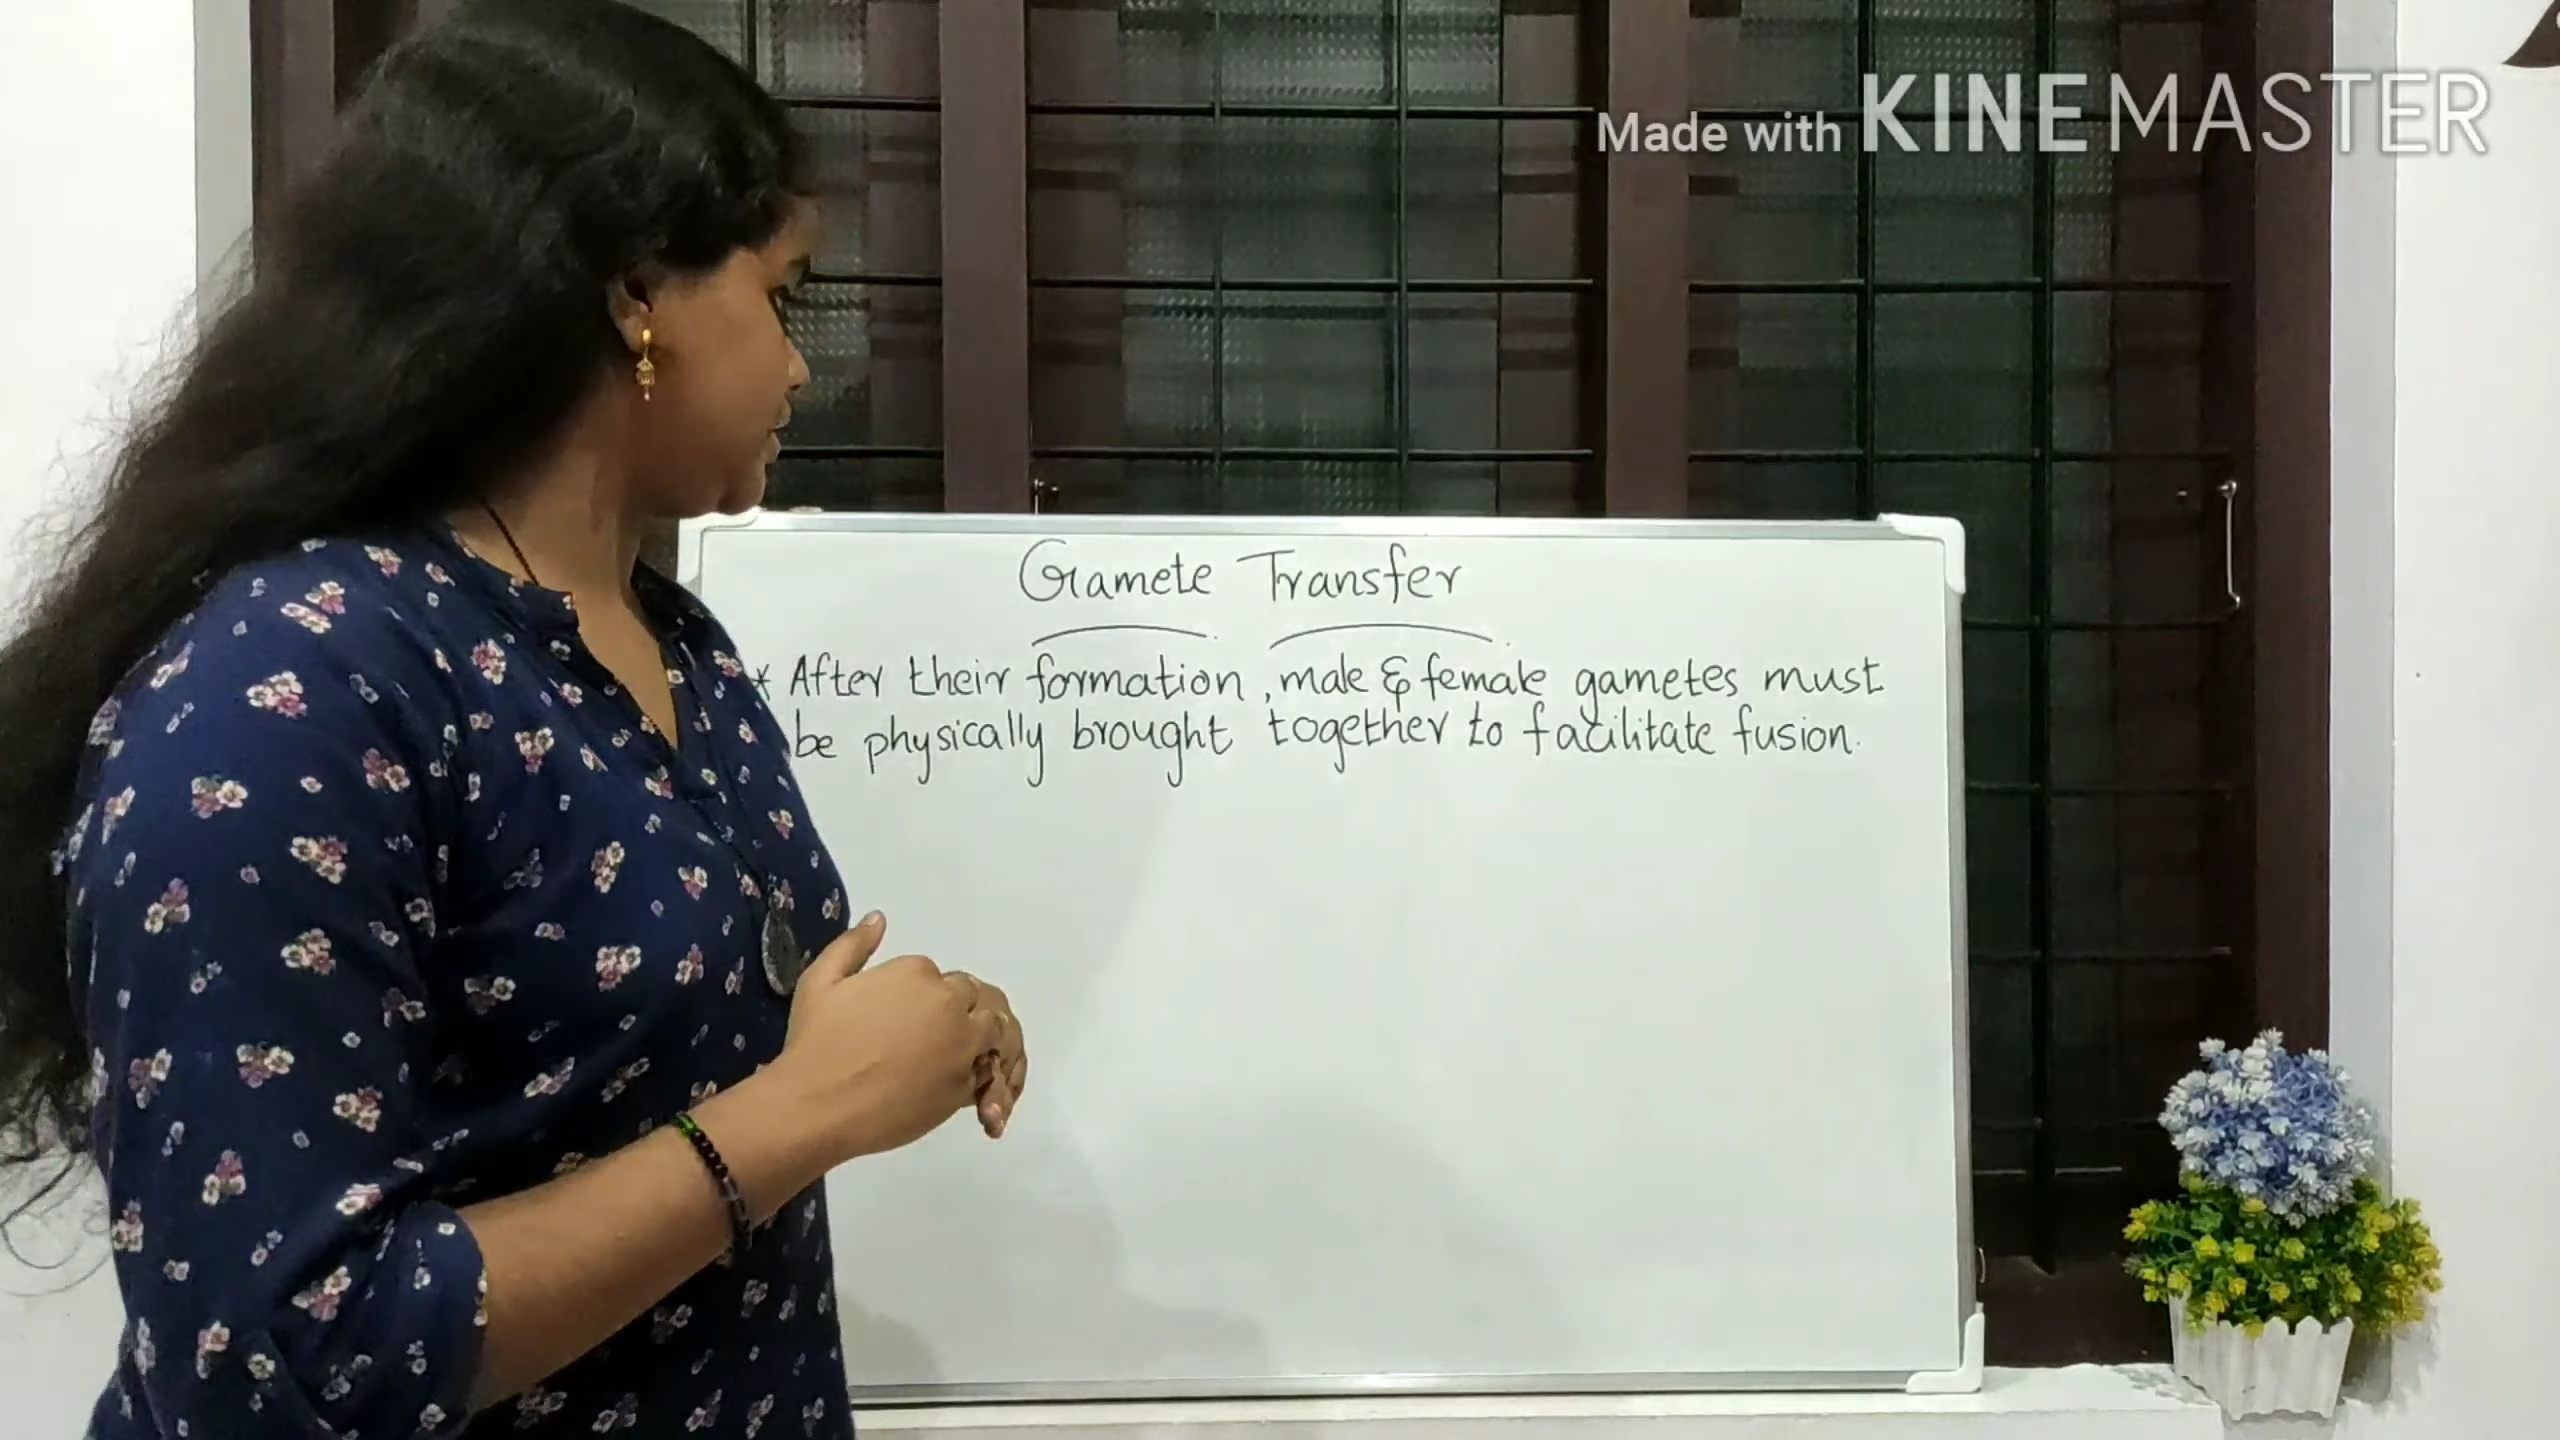 Made with KINEMASTER
Gamete Transfer
* After their formation, male & female gametes must
be physically brought together to facilitate fusion.